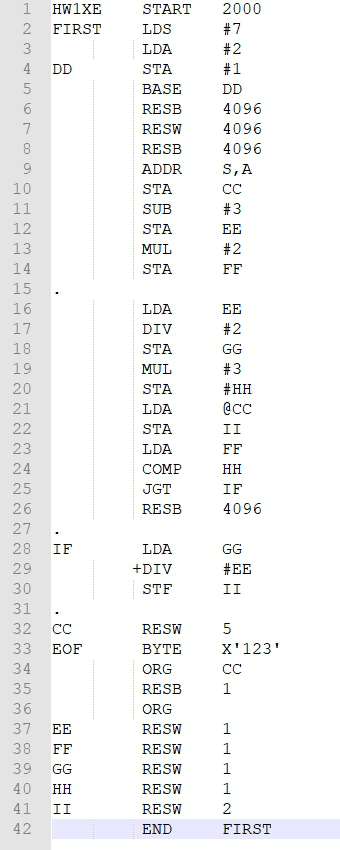 1 HW1XE START 2000
2 FIRST LDS #7
3 LDA #2
4 DD STA #1
5 BASE DD
6 RESB 4096
7 RESW 4096
8 RESB 4096
9 ADDR S,A
10 STA CC
11 SUB #3
12 STA EE
13 MUL #2
14 STA FF
15 .
16 LDA EE
17 DIV #2
18 STA GG
19 MUL #3
20 STA #HH
21 LDA @CC
22 STA II
23 LDA FF
24 COMP HH
25 JGT IF
26 RESB 4096
27 .
28 IF LDA GG
29 +DIV #EE
30 STF II
31 .
32 CC RESW 5
33 EOF BYTE X'123'
34 ORG CC
35 RESB 1
36 ORG
37 EE RESW 1
38 FF RESW 1
39 GG RESW 1
40 HH RESW 1
41 II RESW 2
42 END FIRST